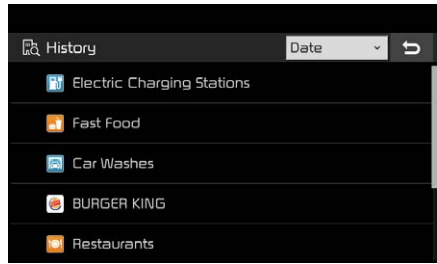 History
Date
Electric Charging Stations
Fast Food
Car Washes
BURGER KING
Restaurants